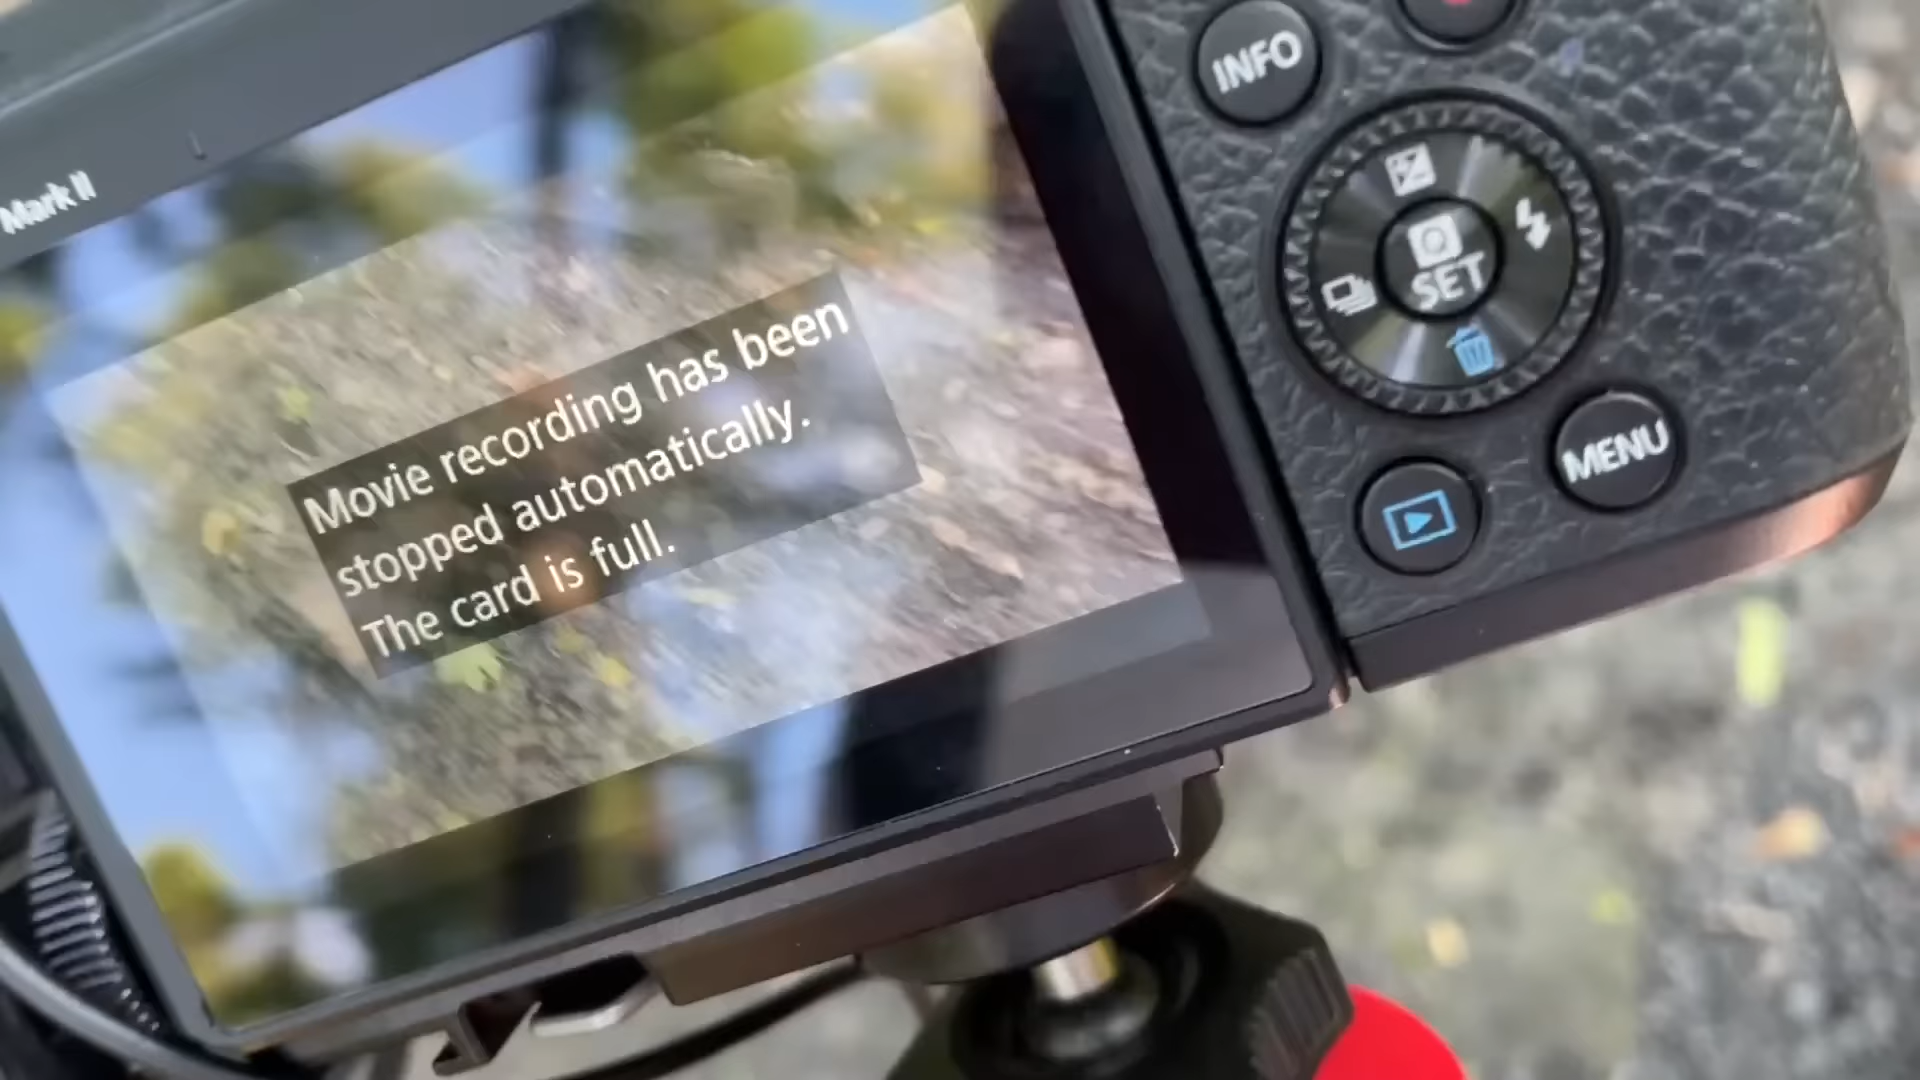 Mark II
Movie recording has been
stopped automatically.
The card is full.
INFO
SET
MENU